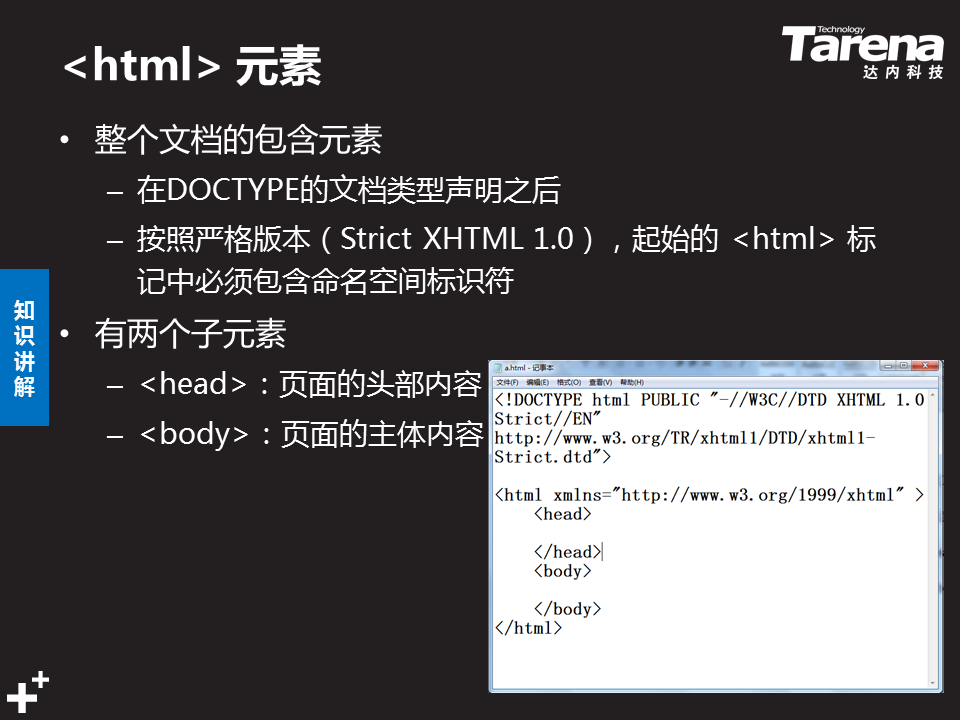 <html> 元素
Technology
Tarena
达内科技
• 整个文档的包含元素
– 在DOCTYPE的文档类型声明之后
– 按照严格版本（Strict XHTML 1.0），起始的 <html> 标
记中必须包含命名空间标识符
知识讲解
• 有两个子元素
– <head>：页面的头部内容
– <body>：页面的主体内容
a.html - 记事本
文件(F) 编辑(E) 格式(O) 查看(V) 帮助(H)
<!DOCTYPE html PUBLIC "-//W3C//DTD XHTML 1.0
Strict//EN"
http://www.w3.org/TR/xhtml1/DTD/xhtml1-
Strict.dtd">
<html xmlns="http://www.w3.org/1999/xhtml" >
<head>
</head>
<body>
</body>
</html>